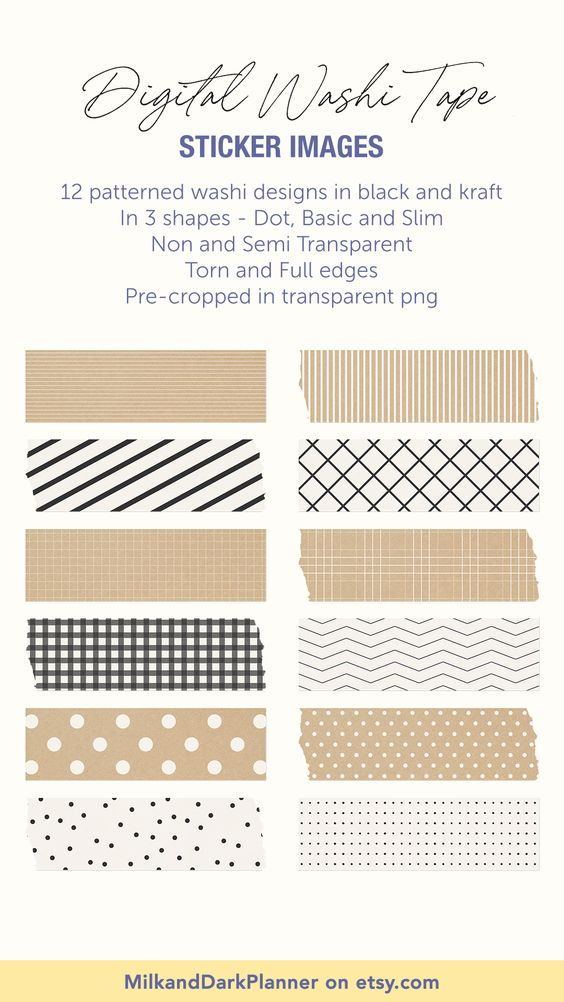 Digital Washi Tape
STICKER IMAGES
12 patterned washi designs in black and kraft
In 3 shapes - Dot, Basic and Slim
Non and Semi Transparent
Torn and Full edges
Pre-cropped in transparent png
MilkandDarkPlanner on etsy.com